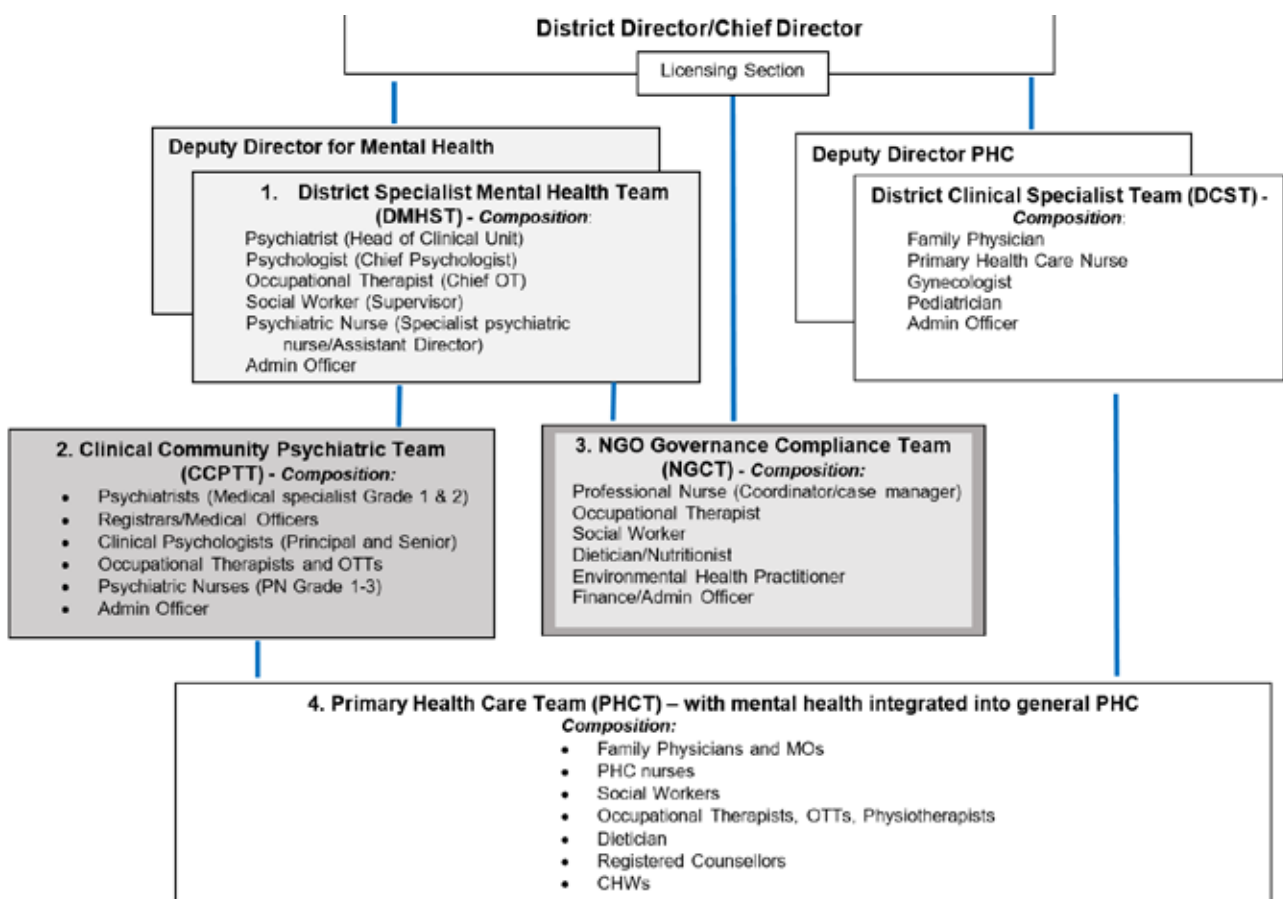 District Director/Chief Director
Licensing Section
Deputy Director for Mental Health
1. District Specialist Mental Health Team
(DMHST) - Composition:
Psychiatrist (Head of Clinical Unit)
Psychologist (Chief Psychologist)
Occupational Therapist (Chief OT)
Social Worker (Supervisor)
Psychiatric Nurse (Specialist psychiatric
nurse/Assistant Director)
Admin Officer
Deputy Director PHC
District Clinical Specialist Team (DCST) -
Composition:
Family Physician
Primary Health Care Nurse
Gynecologist
Pediatrician
Admin Officer
2. Clinical Community Psychiatric Team
(CCPTT) - Composition:
• Psychiatrists (Medical specialist Grade 1 & 2)
• Registrars/Medical Officers
• Clinical Psychologists (Principal and Senior)
• Occupational Therapists and OTTs
• Psychiatric Nurses (PN Grade 1-3)
• Admin Officer
3. NGO Governance Compliance Team
(NGCT) - Composition:
Professional Nurse (Coordinator/case manager)
Occupational Therapist
Social Worker
Dietician/Nutritionist
Environmental Health Practitioner
Finance/Admin Officer
4. Primary Health Care Team (PHCT) – with mental health integrated into general PHC
Composition:
• Family Physicians and MOs
• PHC nurses
• Social Workers
• Occupational Therapists, OTTs, Physiotherapists
• Dietician
• Registered Counsellors
• CHWs